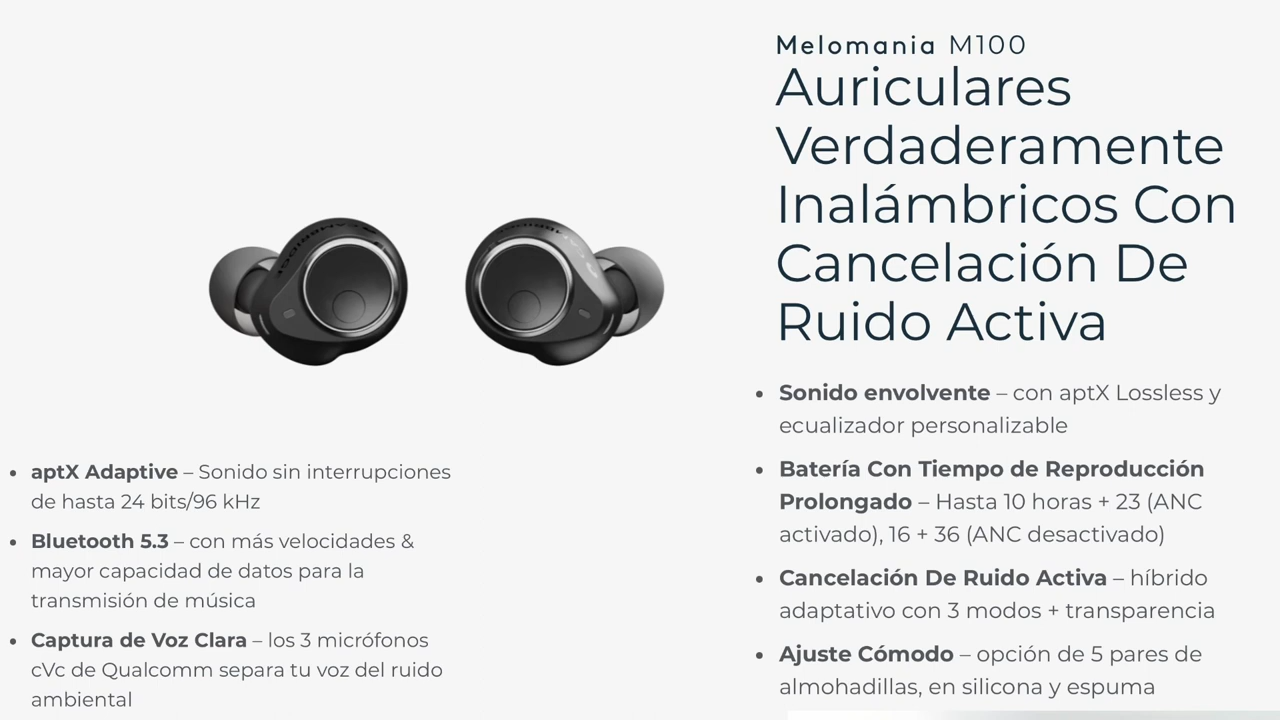 Melomania M100
Auriculares
Verdaderamente
Inalámbricos Con
Cancelación De
Ruido Activa
Sonido envolvente – con aptX Lossless y
ecualizador personalizable
Batería Con Tiempo de Reproducción
Prolongado – Hasta 10 horas + 23 (ANC
activado), 16 + 36 (ANC desactivado)
Cancelación De Ruido Activa – híbrido
adaptativo con 3 modos + transparencia
Ajuste Cómodo – opción de 5 pares de
almohadillas, en silicona y espuma
aptX Adaptive – Sonido sin interrupciones
de hasta 24 bits/96 kHz
Bluetooth 5.3 – con más velocidades &
mayor capacidad de datos para la
transmisión de música
Captura de Voz Clara – los 3 micrófonos
cVc de Qualcomm separa tu voz del ruido
ambiental